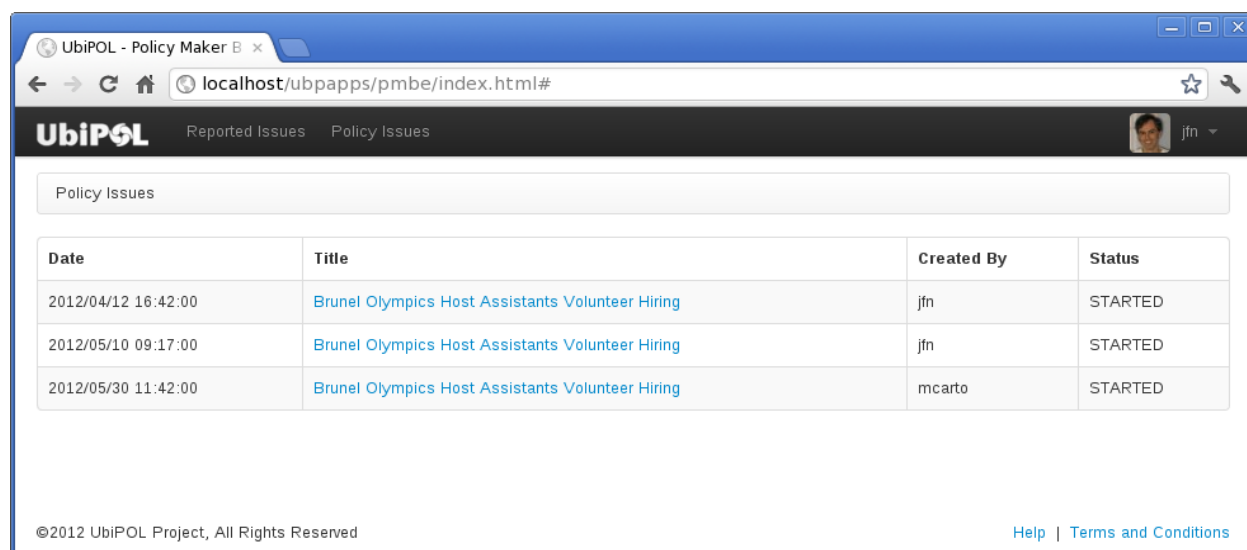 UbiPOL - Policy Maker B
localhost/ubpapps/pmbe/index.html#
UbiPOL Reported Issues Policy Issues jfn
Policy Issues
Date Title Created By Status
2012/04/12 16:42:00 Brunel Olympics Host Assistants Volunteer Hiring jfn STARTED
2012/05/10 09:17:00 Brunel Olympics Host Assistants Volunteer Hiring jfn STARTED
2012/05/30 11:42:00 Brunel Olympics Host Assistants Volunteer Hiring mcarto STARTED
©2012 UbiPOL Project, All Rights Reserved Help | Terms and Conditions